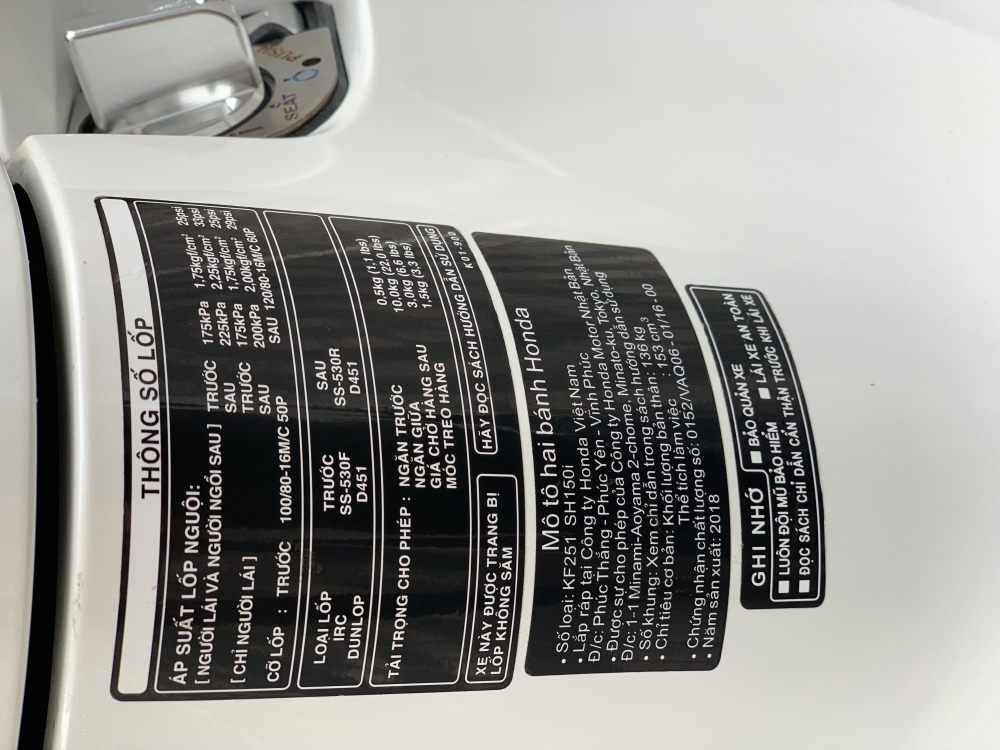 PUSH
SEAT
THÔNG SỐ LỐP
ÁP SUẤT LỐP NGUỘI:
[ NGƯỜI LÁI VÀ NGƯỜI NGỒI SAU ] TRƯỚC 175kPa 1,75kgf/cm² 25psi
SAU 225kPa 2,25kgf/cm² 33psi
[ CHỈ NGƯỜI LÁI ] TRƯỚC 175kPa 1,75kgf/cm² 25psi
SAU 200kPa 2,00kgf/cm² 29psi
CỠ LỐP : TRƯỚC 100/80-16M/C 50P SAU 120/80-16M/C 60P
LOẠI LỐP TRƯỚC SAU
IRC SS-530F SS-530R
DUNLOP D451 D451
TẢI TRỌNG CHO PHÉP : NGĂN TRƯỚC 0,5kg (1,1 lbs)
NGĂN GIỮA 10,0kg (22,0 lbs)
GIÁ CHỞ HÀNG SAU 3,0kg (6,6 lbs)
MÓC TREO HÀNG 1,5kg (3,3 lbs)
XE NÀY ĐƯỢC TRANG BỊ
LỐP KHÔNG SĂM
HÃY ĐỌC SÁCH HƯỚNG DẪN SỬ DỤNG
K01-900
Mô tô hai bánh Honda
• Số loại: KF251 SH150i
• Lắp ráp tại Công ty Honda Việt Nam
Đ/c: Phúc Thắng - Phúc Yên - Vĩnh Phúc
• Được sự cho phép của Công ty Honda Motor Nhật Bản
Đ/c: 1-1 Minami-Aoyama 2-chome, Minato-ku, Tokyo, Nhật Bản
• Số khung: Xem chỉ dẫn trong sách hướng dẫn sử dụng
• Chỉ tiêu cơ bản: Khối lượng bản thân : 136 kg
Thể tích làm việc : 153 cm³
• Chứng nhận chất lượng số: 0152/VAQ06 - 01/16 - 00
• Năm sản xuất: 2018
GHI NHỚ
■ BẢO QUẢN XE
■ LUÔN ĐỘI MŨ BẢO HIỂM ■ LÁI XE AN TOÀN
■ ĐỌC SÁCH CHỈ DẪN CẨN THẬN TRƯỚC KHI LÁI XE